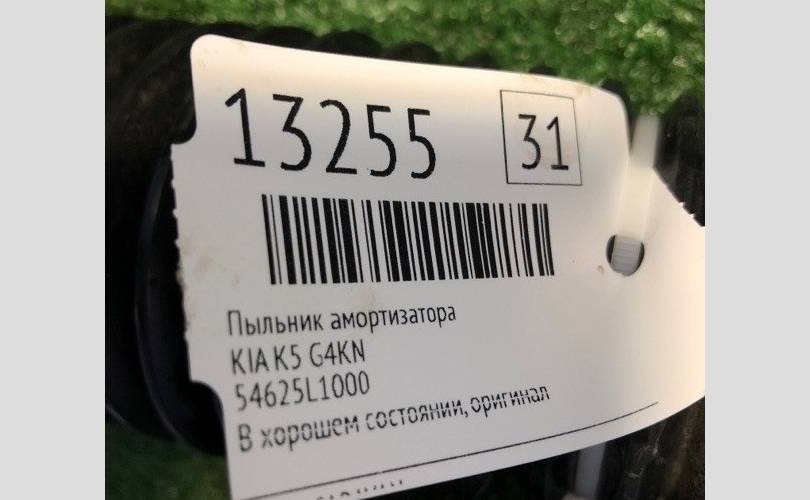 13255 31
Пыльник амортизатора
KIA K5 G4KN
54625L1000
В хорошем состоянии, оригинал